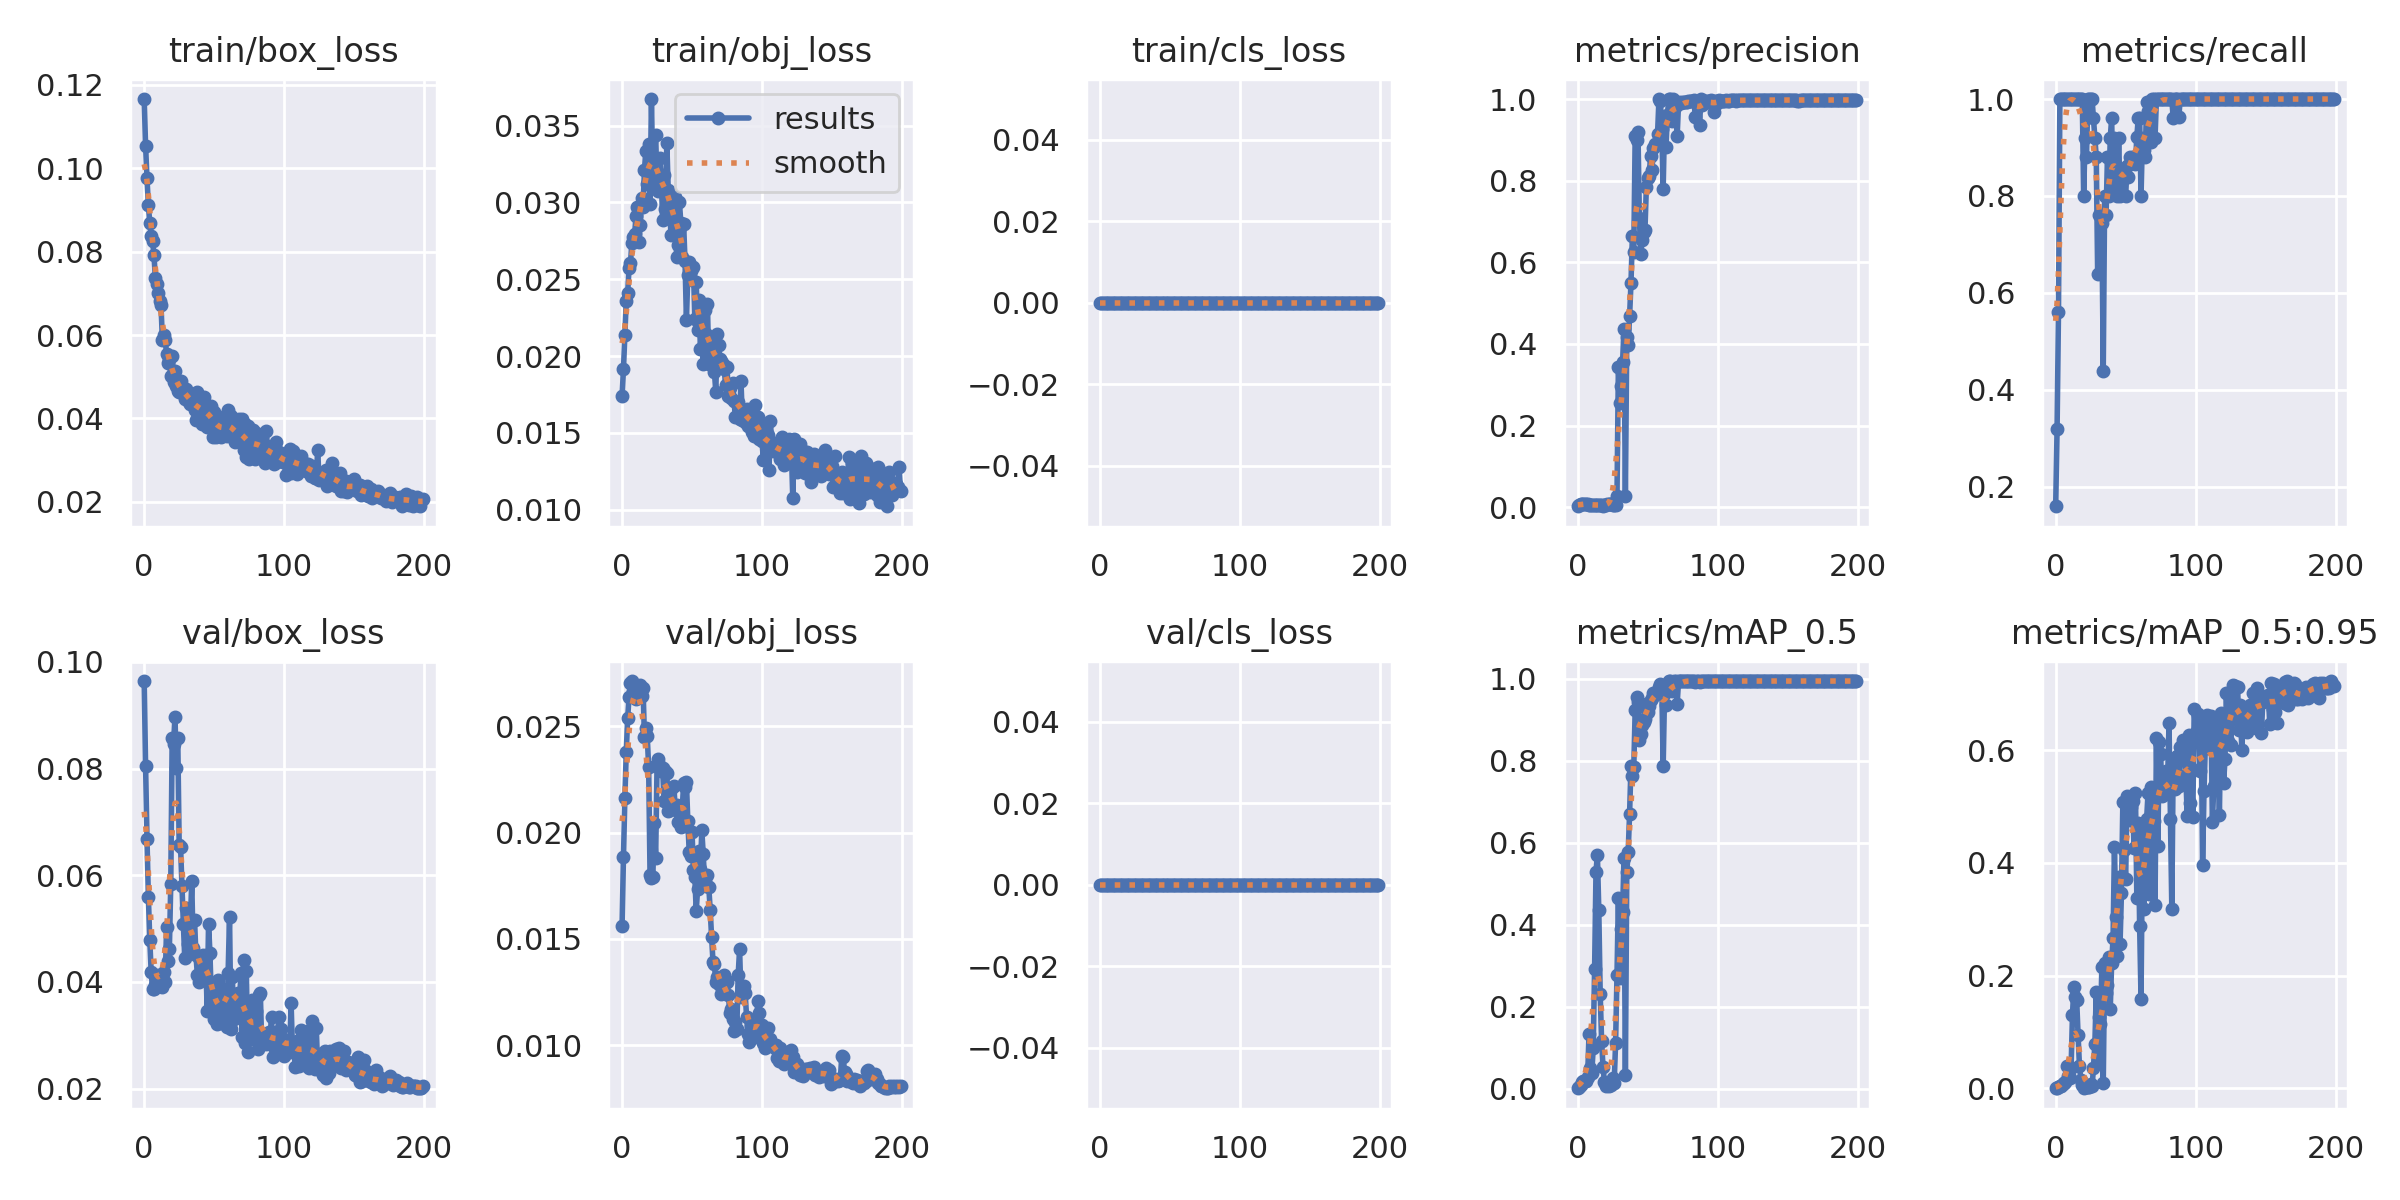 train/box_loss
0.12
0.10
0.08
0.06
0.04
0.02
0 100 200
train/obj_loss
results
smooth
0.035
0.030
0.025
0.020
0.015
0.010
0 100 200
train/cls_loss
0.04
0.02
0.00
−0.02
−0.04
0 100 200
metrics/precision
1.0
0.8
0.6
0.4
0.2
0.0
0 100 200
metrics/recall
1.0
0.8
0.6
0.4
0.2
0 100 200
val/box_loss
0.10
0.08
0.06
0.04
0.02
0 100 200
val/obj_loss
0.025
0.020
0.015
0.010
0 100 200
val/cls_loss
0.04
0.02
0.00
−0.02
−0.04
0 100 200
metrics/mAP_0.5
1.0
0.8
0.6
0.4
0.2
0.0
0 100 200
metrics/mAP_0.5:0.95
0.6
0.4
0.2
0.0
0 100 200